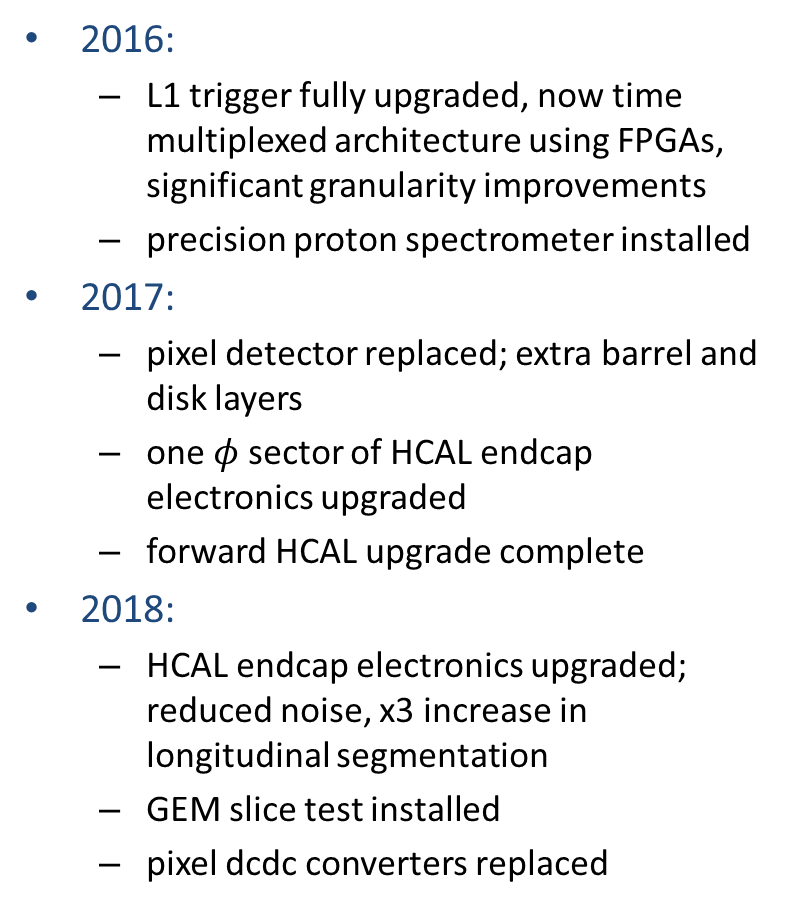 • 2016:
– L1 trigger fully upgraded, now time
multiplexed architecture using FPGAs,
significant granularity improvements
– precision proton spectrometer installed
• 2017:
– pixel detector replaced; extra barrel and
disk layers
– one ϕ sector of HCAL endcap
electronics upgraded
– forward HCAL upgrade complete
• 2018:
– HCAL endcap electronics upgraded;
reduced noise, x3 increase in
longitudinal segmentation
– GEM slice test installed
– pixel dcdc converters replaced